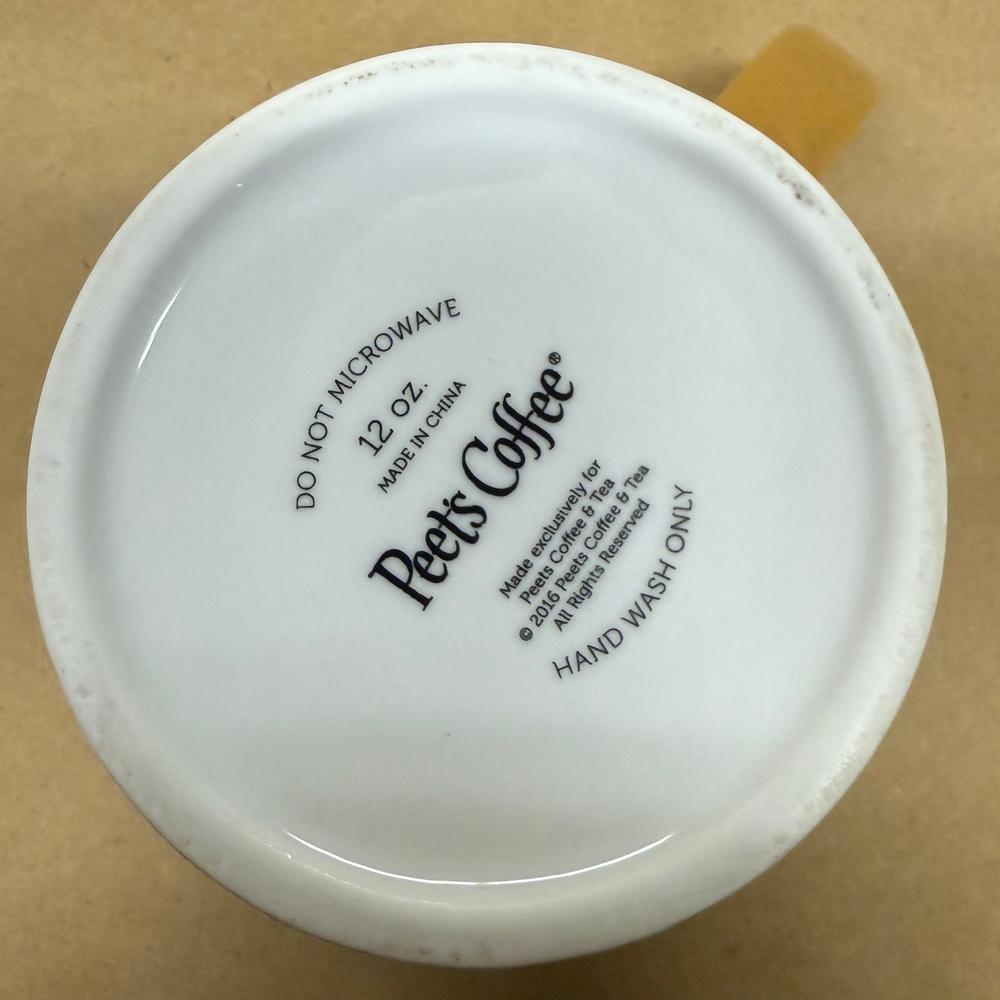 DO NOT MICROWAVE
12 OZ.
MADE IN CHINA
Peet's Coffee®
Made exclusively for
Peets Coffee & Tea
© 2016 Peets Coffee & Tea
All Rights Reserved
HAND WASH ONLY